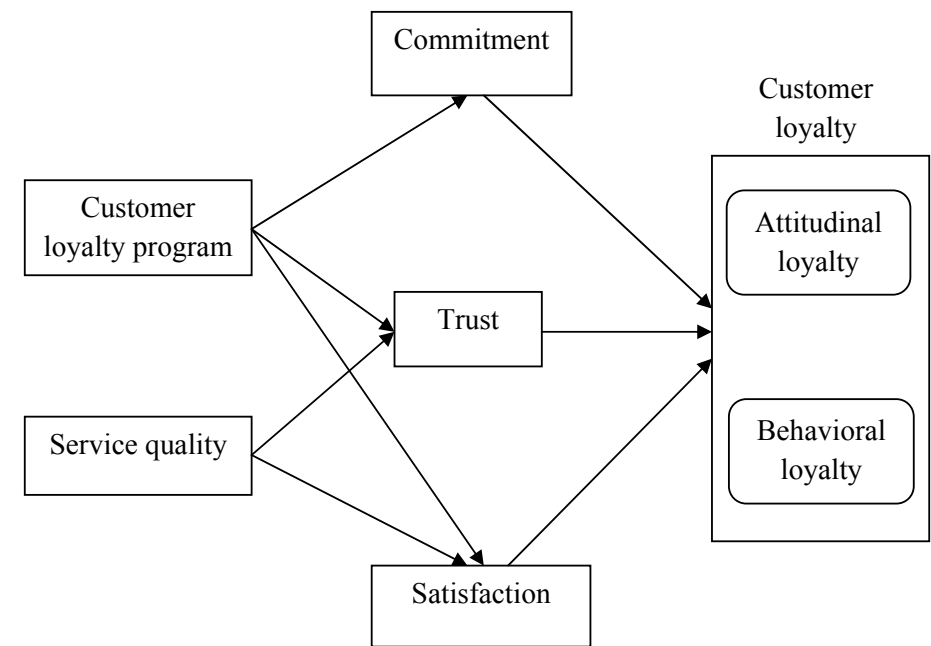 Commitment
Customer
loyalty
Customer
loyalty program
Attitudinal
loyalty
Trust
Service quality
Behavioral
loyalty
Satisfaction